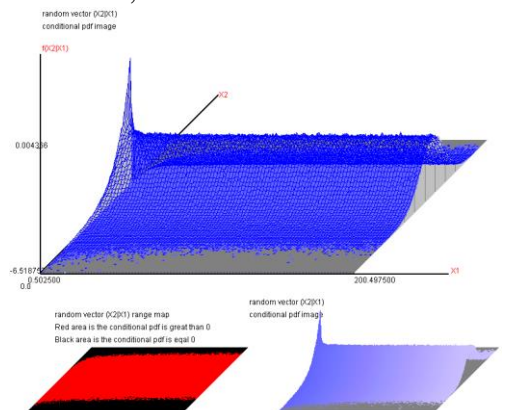 random vector (X2|X1)
conditional pdf image
f(X2|X1)
X2
0.004396
-6.51875
0.502500
200.497500
X1
0.0
random vector (X2|X1)
conditional pdf image
random vector (X2|X1) range map
Red area is the conditional pdf is great than 0
Black area is the conditional pdf is eqal 0